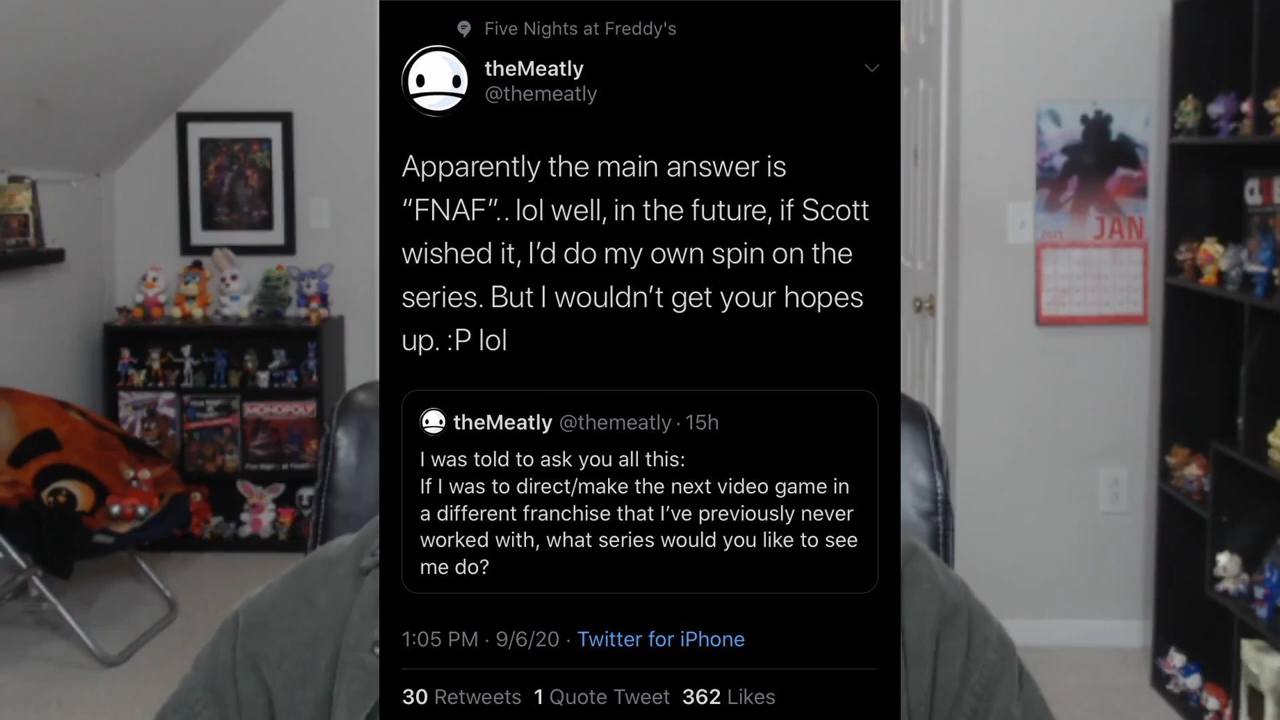 Five Nights at Freddy's
theMeatly
@themeatly
Apparently the main answer is
“FNAF”.. lol well, in the future, if Scott
wished it, I’d do my own spin on the
series. But I wouldn’t get your hopes
up. :P lol
theMeatly @themeatly · 15h
I was told to ask you all this:
If I was to direct/make the next video game in
a different franchise that I’ve previously never
worked with, what series would you like to see
me do?
1:05 PM · 9/6/20 · Twitter for iPhone
30 Retweets 1 Quote Tweet 362 Likes
JAN
MONOPOLY